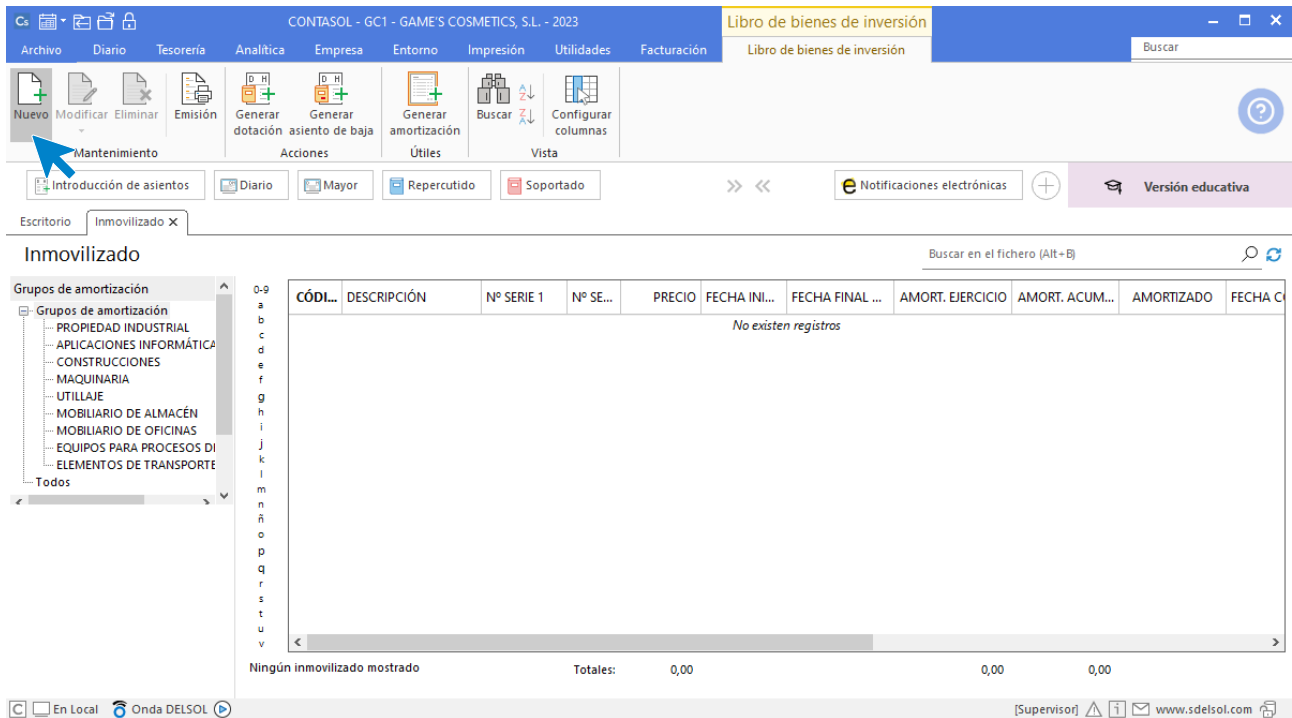 Cs CONTASOL - GC1 - GAME'S COSMETICS, S.L. - 2023 Libro de bienes de inversión
Archivo Diario Tesorería Analítica Empresa Entorno Impresión Utilidades Facturación Libro de bienes de inversión Buscar
Nuevo Modificar Eliminar Emisión Generar dotación Generar asiento de baja Generar amortización Buscar Configurar columnas
Mantenimiento Acciones Útiles Vista
Introducción de asientos Diario Mayor Repercutido Soportado Notificaciones electrónicas Versión educativa
Escritorio Inmovilizado
Inmovilizado Buscar en el fichero (Alt+B)
Grupos de amortización
Grupos de amortización
PROPIEDAD INDUSTRIAL
APLICACIONES INFORMÁTICA
CONSTRUCCIONES
MAQUINARIA
UTILLAJE
MOBILIARIO DE ALMACÉN
MOBILIARIO DE OFICINAS
EQUIPOS PARA PROCESOS DI
ELEMENTOS DE TRANSPORTE
Todos
0-9
a
b
c
d
e
f
g
h
i
j
k
l
m
n
ñ
o
p
q
r
s
t
u
v
CÓDI... DESCRIPCIÓN Nº SERIE 1 Nº SE... PRECIO FECHA INI... FECHA FINAL ... AMORT. EJERCICIO AMORT. ACUM... AMORTIZADO FECHA CO
No existen registros
Ningún inmovilizado mostrado Totales: 0,00 0,00 0,00
C En Local Onda DELSOL [Supervisor] www.sdelsol.com